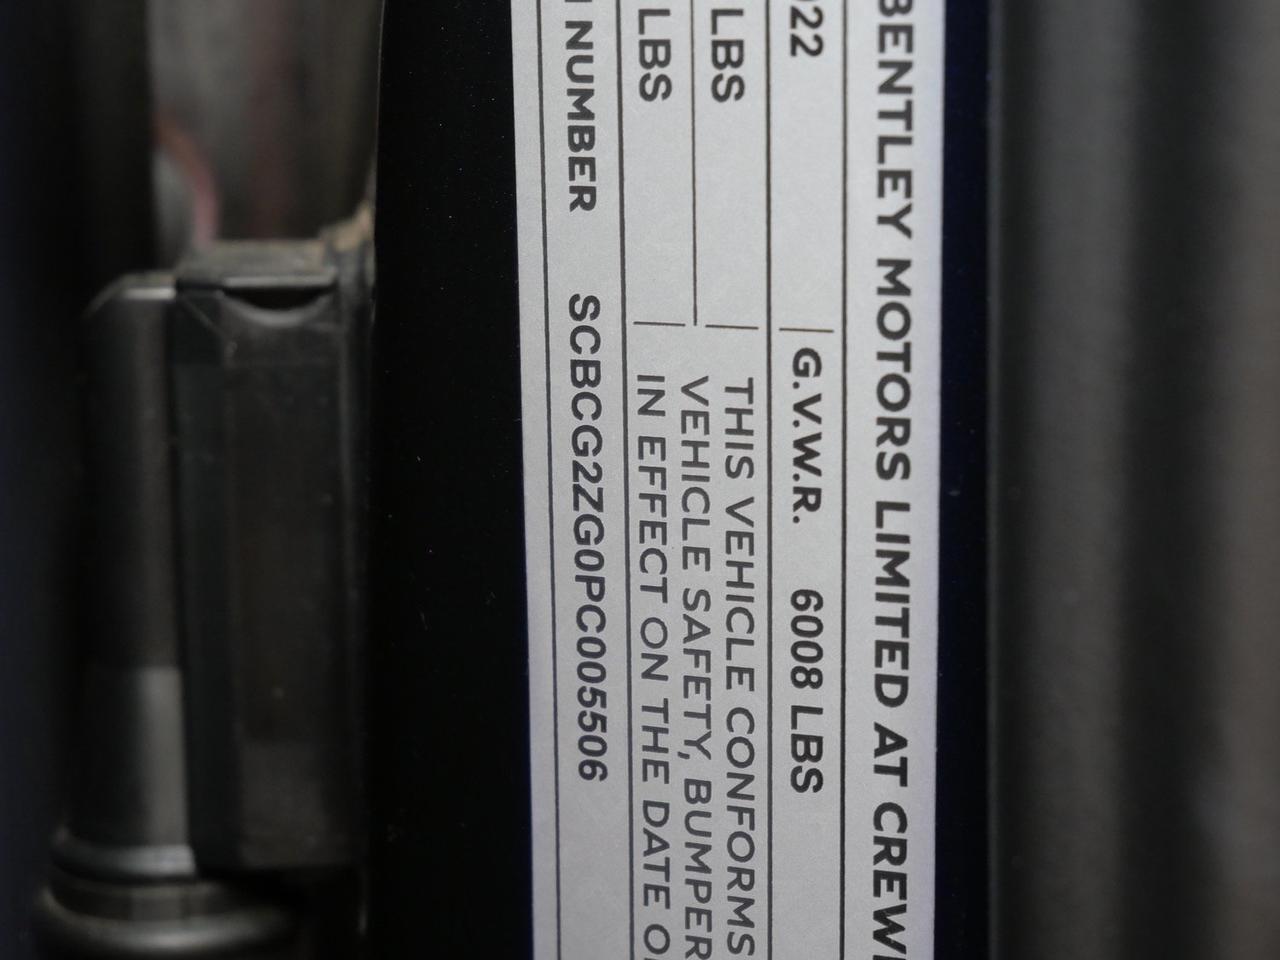 BENTLEY MOTORS LIMITED AT CREW
022 G.V.W.R. 6008 LBS
LBS THIS VEHICLE CONFORMS
VEHICLE SAFETY, BUMPER
LBS IN EFFECT ON THE DATE O
NUMBER SCBCG2ZG0PC005506